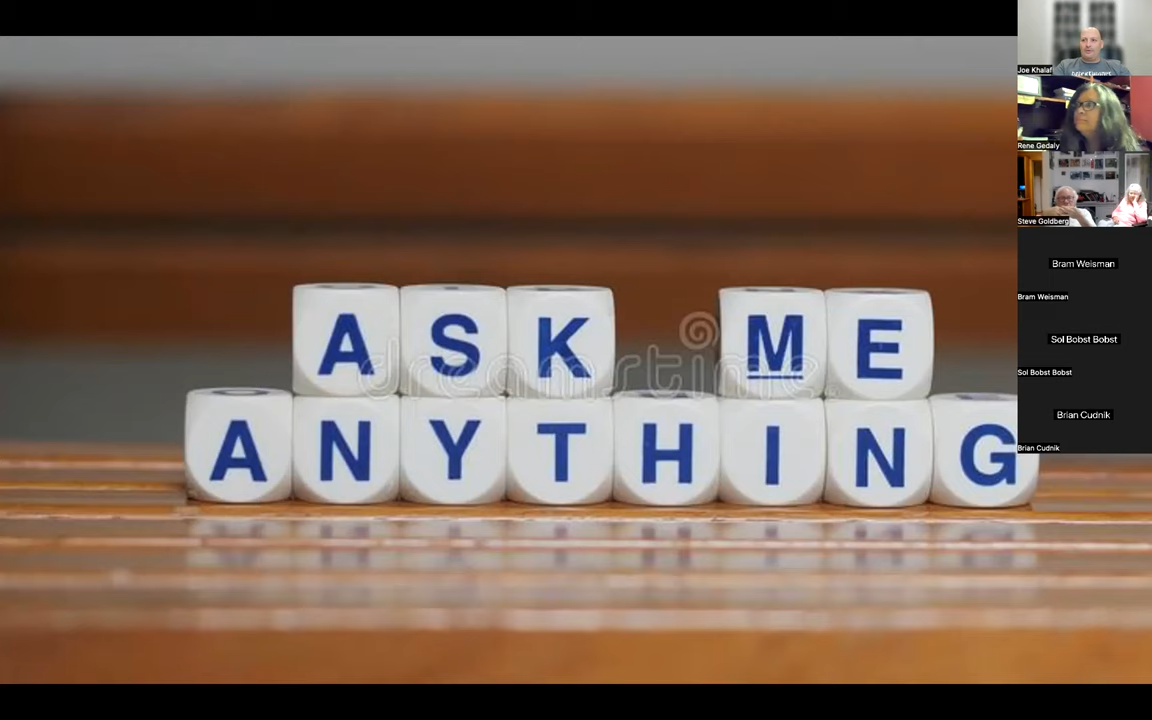 ASK ME
ANYTHING
dreamstime
Joe Khalaf
Rene Gedaly
Steve Goldberg
Bram Weisman
Bram Weisman
Sol Bobst Bobst
Sol Bobst Bobst
Brian Cudnik
Brian Cudnik